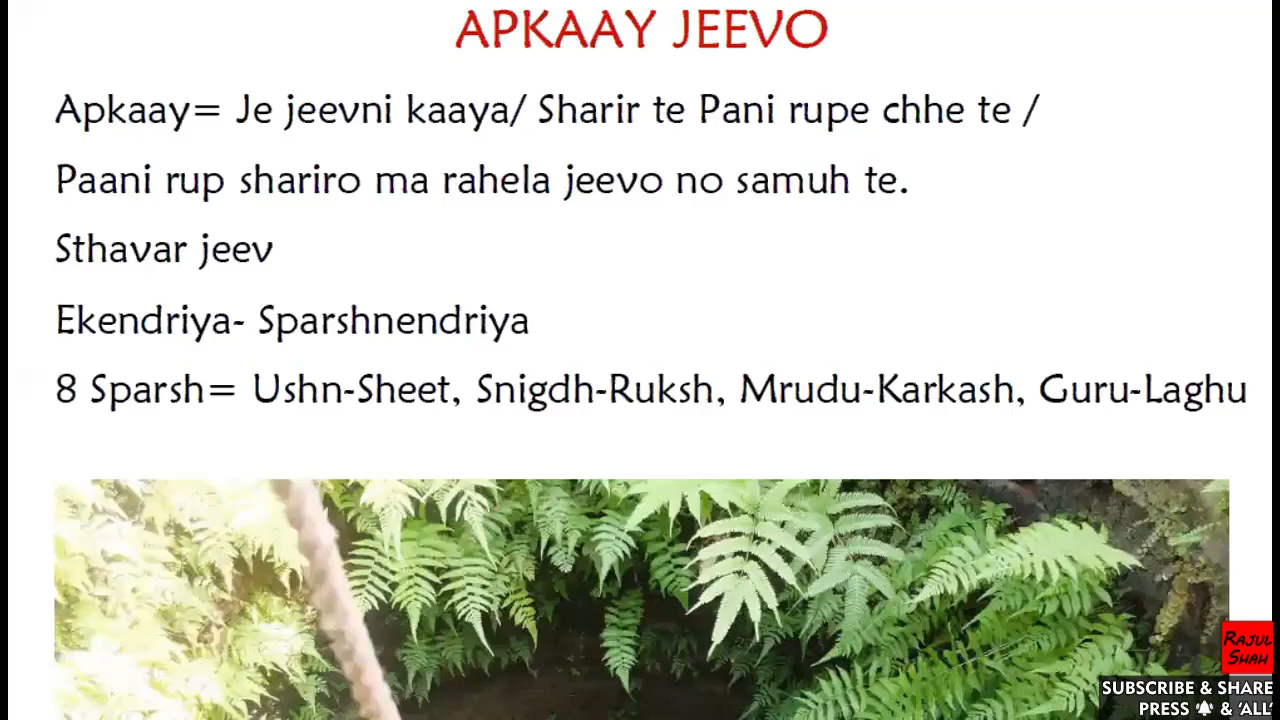 APKAAY JEEVO
Apkaay= Je jeevni kaaya/ Sharir te Pani rupe chhe te /
Paani rup shariro ma rahela jeevo no samuh te.
Sthavar jeev
Ekendriya- Sparshnendriya
8 Sparsh= Ushn-Sheet, Snigdh-Ruksh, Mrudu-Karkash, Guru-Laghu
RAJUL
SHAH
SUBSCRIBE & SHARE
PRESS & 'ALL'